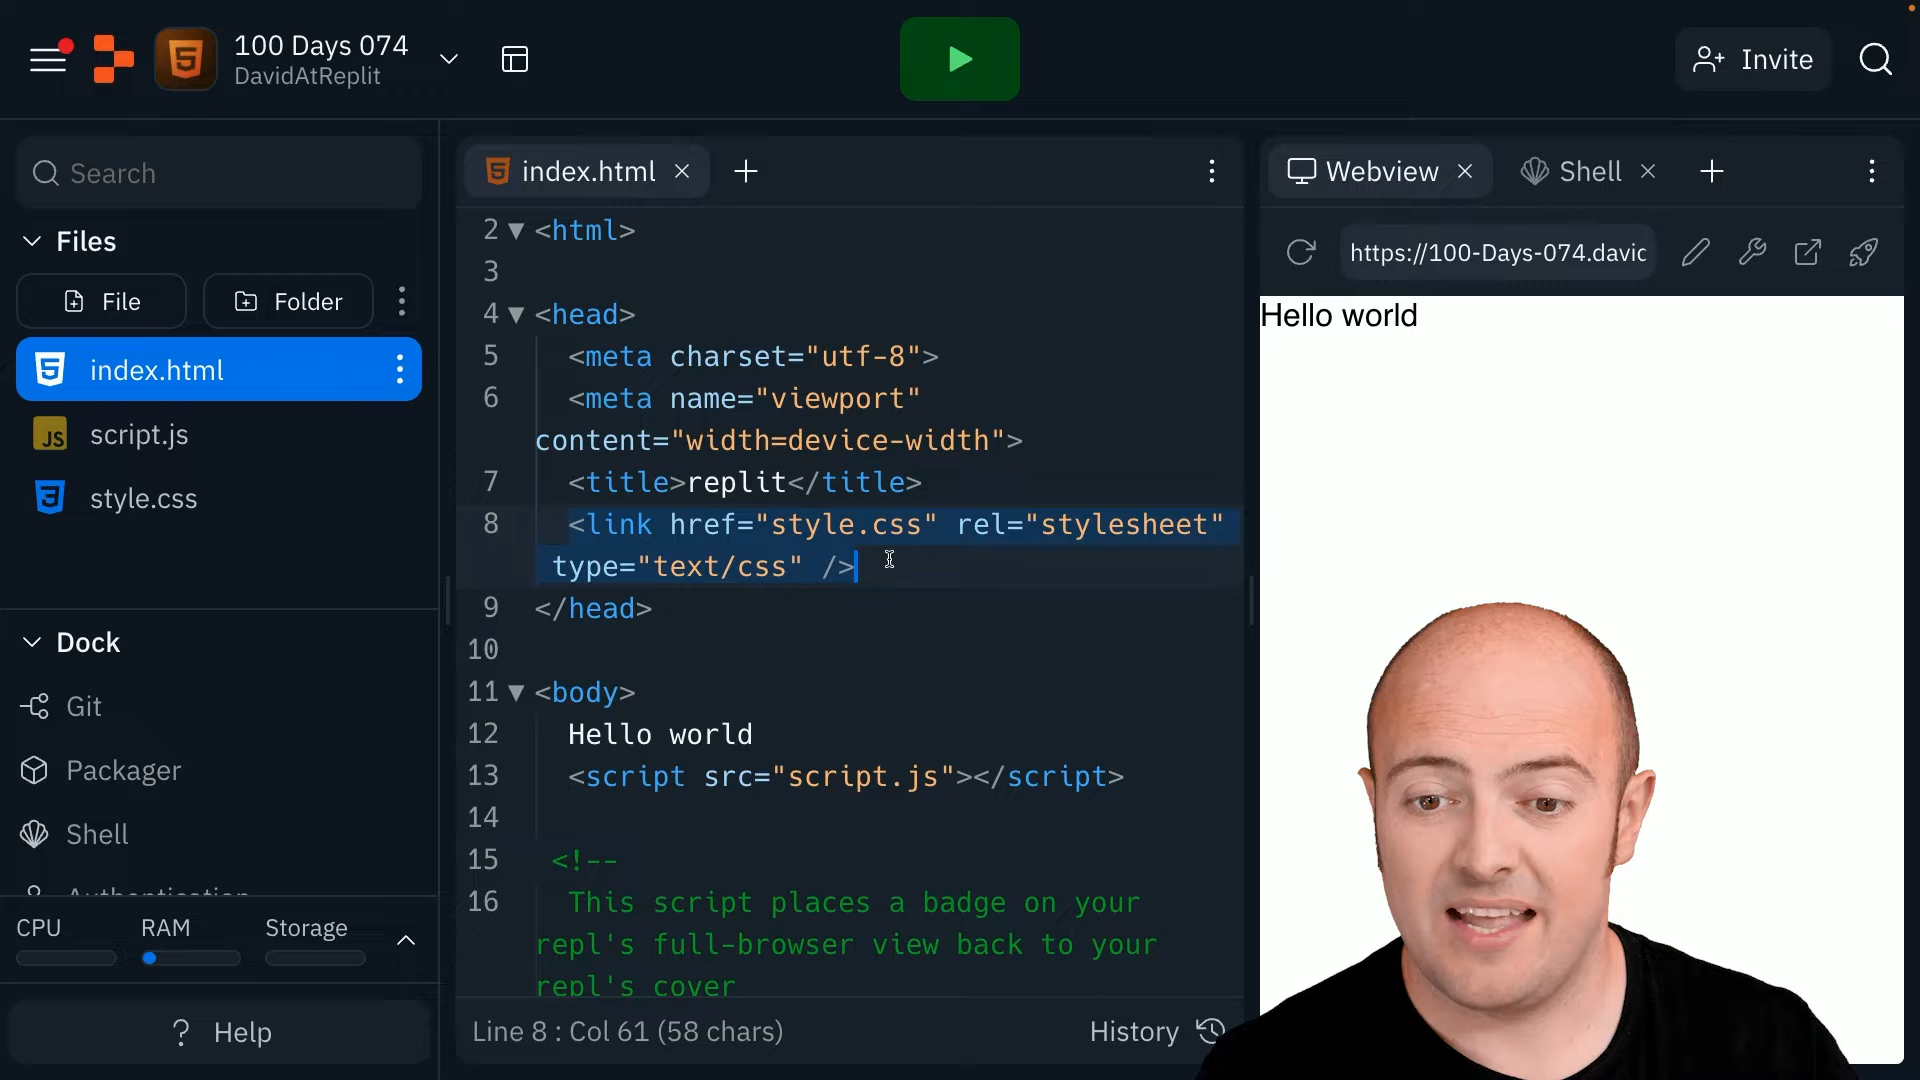 100 Days 074
DavidAtReplit
Invite
Search
Files
File
Folder
index.html
JS
script.js
style.css
Dock
Git
Packager
Shell
Authentication
CPU
RAM
Storage
? Help
index.html
2 <html>
3
4 <head>
5 <meta charset="utf-8">
6 <meta name="viewport"
content="width=device-width">
7 <title>replit</title>
8 <link href="style.css" rel="stylesheet"
type="text/css" />
9 </head>
10
11 <body>
12 Hello world
13 <script src="script.js"></script>
14
15 <!--
16 This script places a badge on your
repl's full-browser view back to your
repl's cover
Line 8 : Col 61 (58 chars)
History
Webview
Shell
https://100-Days-074.davic
Hello world